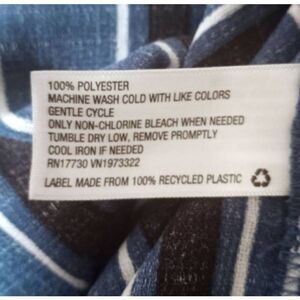 100% POLYESTER
MACHINE WASH COLD WITH LIKE COLORS
GENTLE CYCLE
ONLY NON-CHLORINE BLEACH WHEN NEEDED
TUMBLE DRY LOW, REMOVE PROMPTLY
COOL IRON IF NEEDED
RN17730 VN1973322
LABEL MADE FROM 100% RECYCLED PLASTIC